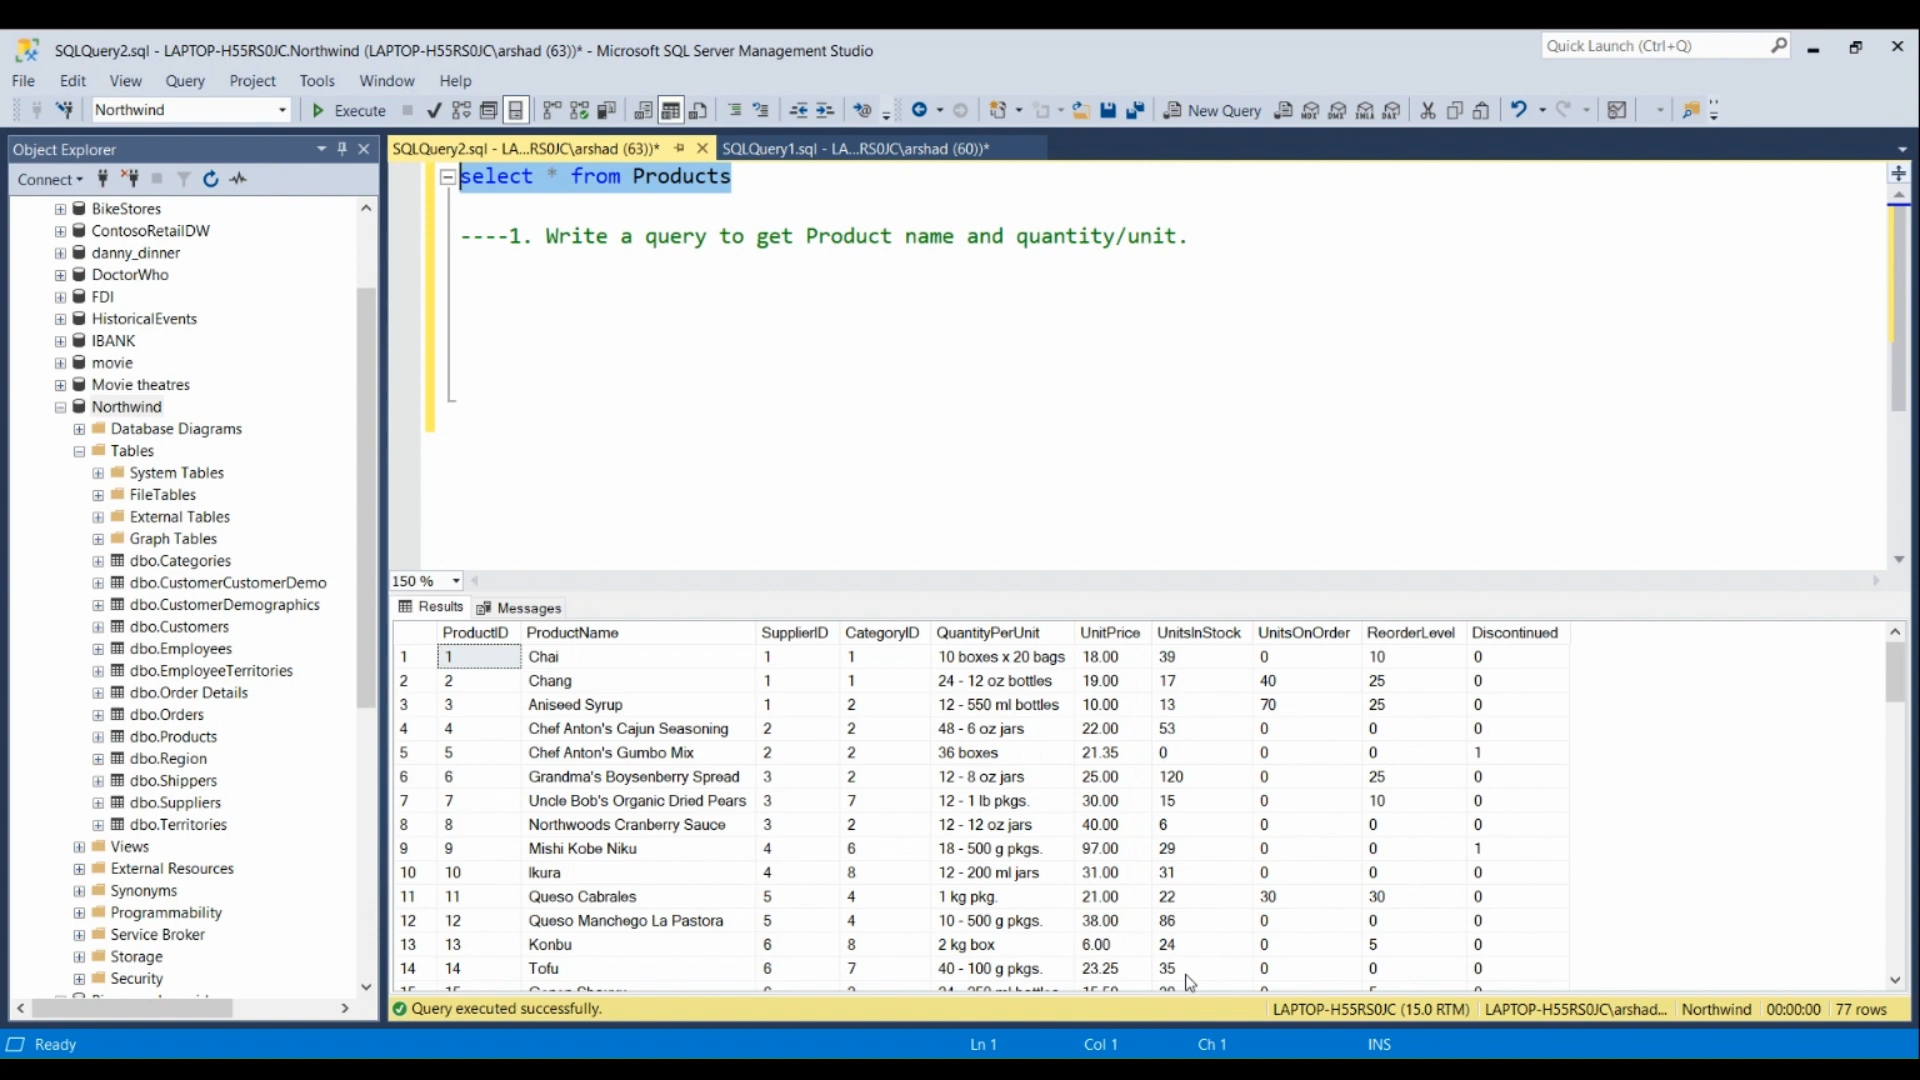 SQLQuery2.sql - LAPTOP-H55RS0JC.Northwind (LAPTOP-H55RS0JC\arshad (63))* - Microsoft SQL Server Management Studio
Quick Launch (Ctrl+Q)
File Edit View Query Project Tools Window Help
Northwind Execute New Query
Object Explorer
SQLQuery2.sql - LA...RS0JC\arshad (63))* SQLQuery1.sql - LA...RS0JC\arshad (60))*
Connect
BikeStores
ContosoRetailDW
danny_dinner
DoctorWho
FDI
HistoricalEvents
IBANK
movie
Movie theatres
Northwind
Database Diagrams
Tables
System Tables
FileTables
External Tables
Graph Tables
dbo.Categories
dbo.CustomerCustomerDemo
dbo.CustomerDemographics
dbo.Customers
dbo.Employees
dbo.EmployeeTerritories
dbo.Order Details
dbo.Orders
dbo.Products
dbo.Region
dbo.Shippers
dbo.Suppliers
dbo.Territories
Views
External Resources
Synonyms
Programmability
Service Broker
Storage
Security
select * from Products
----1. Write a query to get Product name and quantity/unit.
150 %
Results Messages
ProductID ProductName SupplierID CategoryID QuantityPerUnit UnitPrice UnitsInStock UnitsOnOrder ReorderLevel Discontinued
1 1 Chai 1 1 10 boxes x 20 bags 18.00 39 0 10 0
2 2 Chang 1 1 24 - 12 oz bottles 19.00 17 40 25 0
3 3 Aniseed Syrup 1 2 12 - 550 ml bottles 10.00 13 70 25 0
4 4 Chef Anton's Cajun Seasoning 2 2 48 - 6 oz jars 22.00 53 0 0 0
5 5 Chef Anton's Gumbo Mix 2 2 36 boxes 21.35 0 0 0 1
6 6 Grandma's Boysenberry Spread 3 2 12 - 8 oz jars 25.00 120 0 25 0
7 7 Uncle Bob's Organic Dried Pears 3 7 12 - 1 lb pkgs. 30.00 15 0 10 0
8 8 Northwoods Cranberry Sauce 3 2 12 - 12 oz jars 40.00 6 0 0 0
9 9 Mishi Kobe Niku 4 6 18 - 500 g pkgs. 97.00 29 0 0 1
10 10 Ikura 4 8 12 - 200 ml jars 31.00 31 0 0 0
11 11 Queso Cabrales 5 4 1 kg pkg. 21.00 22 30 30 0
12 12 Queso Manchego La Pastora 5 4 10 - 500 g pkgs. 38.00 86 0 0 0
13 13 Konbu 6 8 2 kg box 6.00 24 0 5 0
14 14 Tofu 6 7 40 - 100 g pkgs. 23.25 35 0 0 0
Query executed successfully. LAPTOP-H55RS0JC (15.0 RTM) LAPTOP-H55RS0JC\arshad... Northwind 00:00:00 77 rows
Ready Ln 1 Col 1 Ch 1 INS